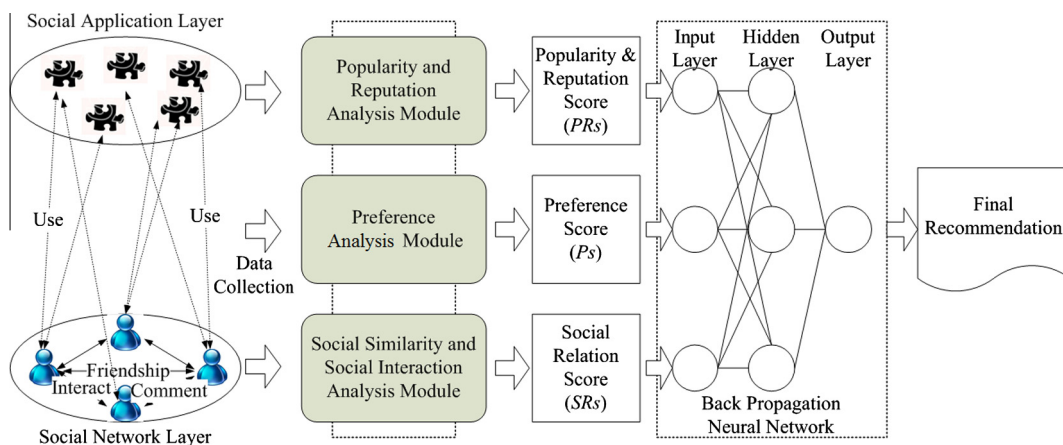 Social Application Layer
Use
Use
Data
Collection
Friendship
Interact
Comment
Social Network Layer
Popularity and
Reputation
Analysis Module
Preference
Analysis Module
Social Similarity and
Social Interaction
Analysis Module
Popularity &
Reputation
Score
(PRs)
Preference
Score
(Ps)
Social
Relation
Score
(SRs)
Input
Layer
Hidden
Layer
Output
Layer
Back Propagation
Neural Network
Final
Recommendation